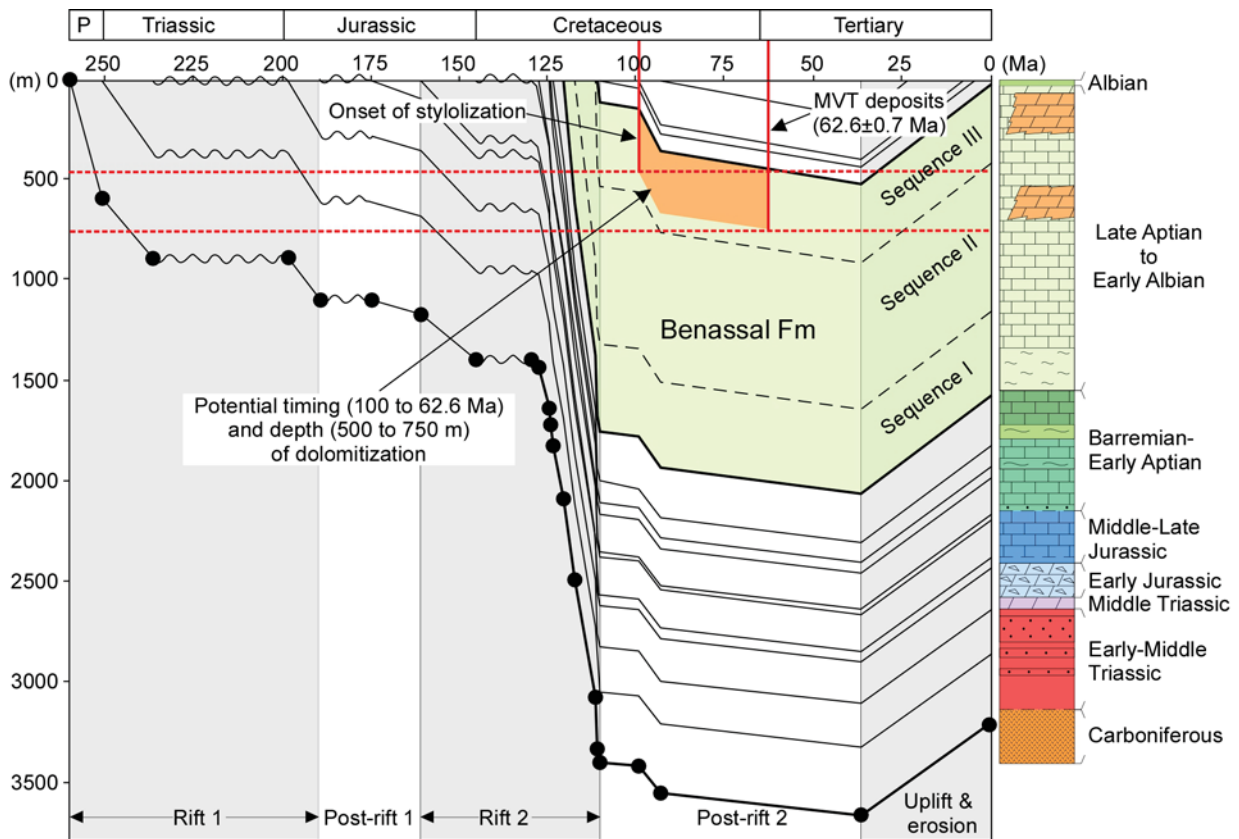 P Triassic Jurassic Cretaceous Tertiary
250 225 200 175 150 125 100 75 50 25 0 (Ma)
(m) 0
500
1000
1500
2000
2500
3000
3500
Onset of stylolization
MVT deposits
(62.6±0.7 Ma)
Sequence III
Sequence II
Sequence I
Benassal Fm
Potential timing (100 to 62.6 Ma)
and depth (500 to 750 m)
of dolomitization
Rift 1
Post-rift 1
Rift 2
Post-rift 2
Uplift &
erosion
Albian
Late Aptian
to
Early Albian
Barremian-
Early Aptian
Middle-Late
Jurassic
Early Jurassic
Middle Triassic
Early-Middle
Triassic
Carboniferous